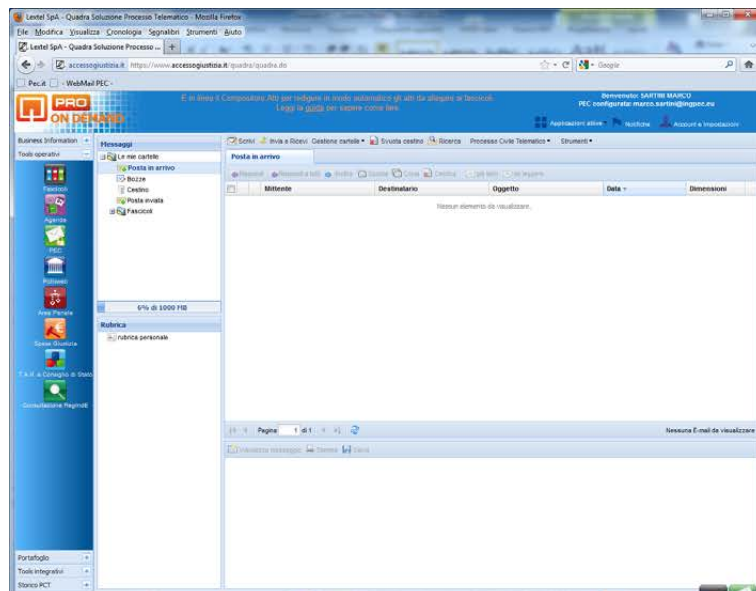 Lextel SpA - Quadra Soluzione Processo Telematico - Mozilla Firefox
File Modifica Visualizza Cronologia Segnalibri Strumenti Aiuto
Lextel SpA - Quadra Soluzione Processo ... +
accessogiustizia.it https://www.accessogiustizia.it/quadra/quadra.do
Google
Pec.it - WebMail PEC -
PRO
ON DEMAND
È in linea il Compositore Atti per redigere in modo automatico gli atti da allegare ai fascicoli.
Leggi la guida per sapere come fare.
Benvenuto: SARTINI MARCO
PEC configurata: marco.sartini@ingpec.eu
Applicazioni attive Notifiche Account e Impostazioni
Business Information
Tools operativi
Fascicoli
Agenda
PEC
Polisweb
Area Penale
Spese Giustizia
T.A.R. e Consiglio di Stato
Consultazione ReginDE
Portafoglio
Tools integrativi
Storico PCT
Messaggi
Le mie cartelle
Posta in arrivo
Bozze
Cestino
Posta inviata
Fascicoli
6% di 1000 MB
Rubrica
rubrica personale
Scrivi Invia e Ricevi Gestione cartelle Svuota cestino Ricerca Processo Civile Telematico Strumenti
Posta in arrivo
Rispondi Rispondi a tutti Inoltra
Mittente Destinatario Oggetto Data Dimensioni
Nessun elemento da visualizzare.
Pagina 1 di 1
Nessuna E-mail da visualizzare
Visualizza messaggio Stampa Salva